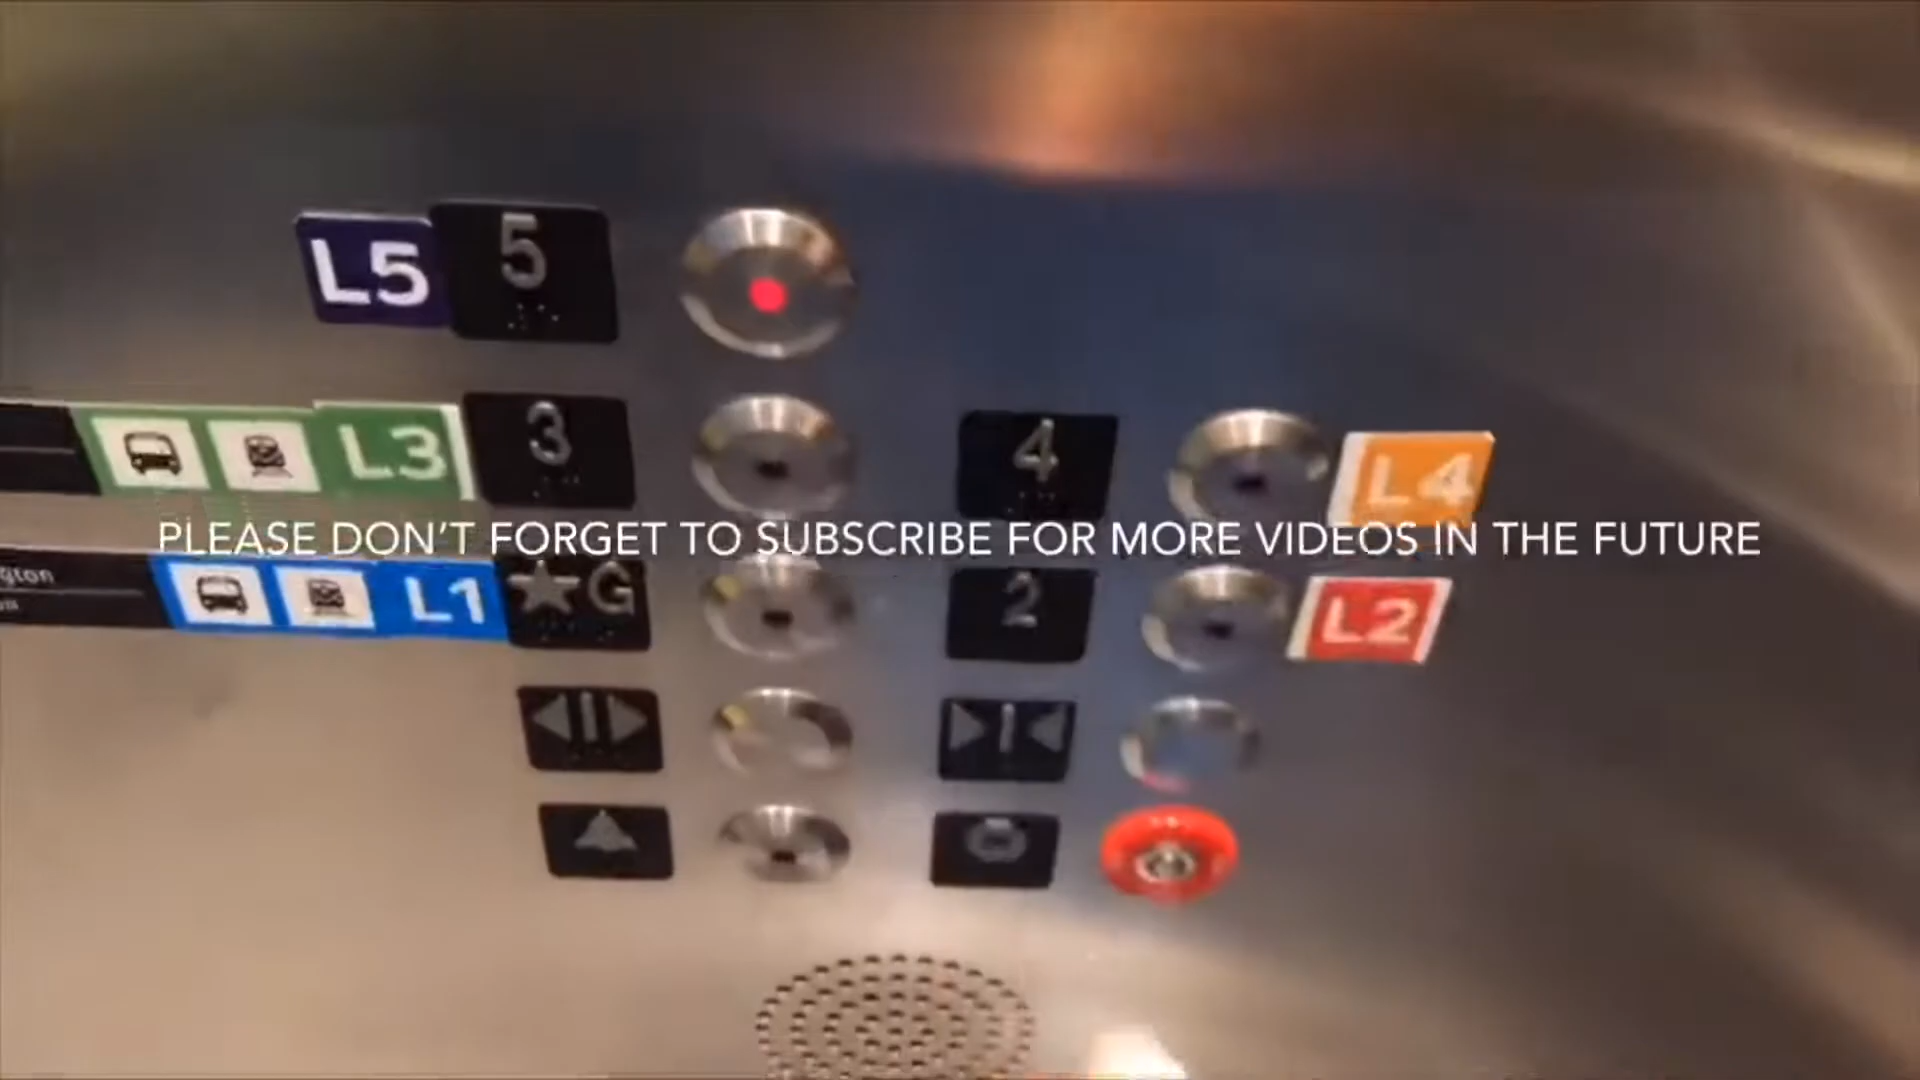 L5 5
L3 3 4 L4
PLEASE DON'T FORGET TO SUBSCRIBE FOR MORE VIDEOS IN THE FUTURE
L1 ★G 2 L2